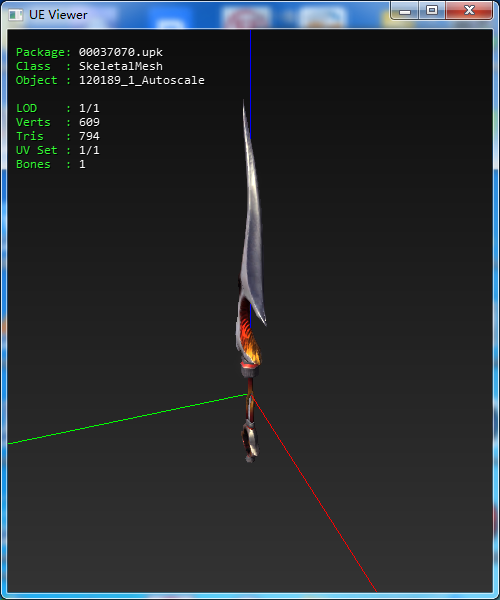 UE Viewer
Package: 00037070.upk
Class : SkeletalMesh
Object : 120189_1_Autoscale
LOD : 1/1
Verts : 609
Tris : 794
UV Set : 1/1
Bones : 1